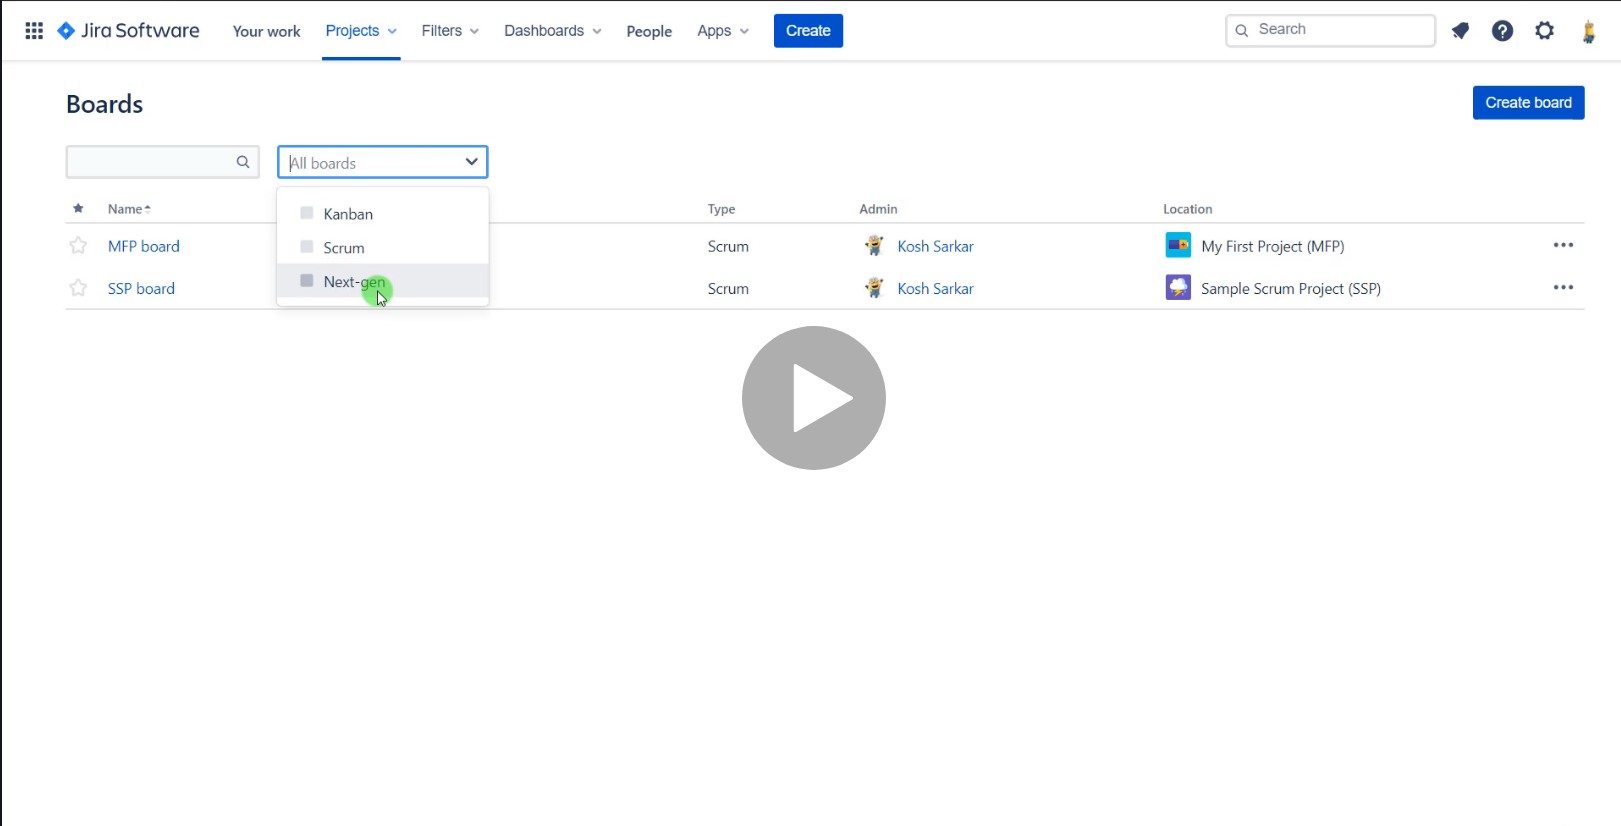 Jira Software Your work Projects Filters Dashboards People Apps Create Search
Boards Create board
All boards
Name Type Admin Location
Kanban
MFP board Scrum Kosh Sarkar My First Project (MFP)
Scrum
SSP board Next-gen Scrum Kosh Sarkar Sample Scrum Project (SSP)